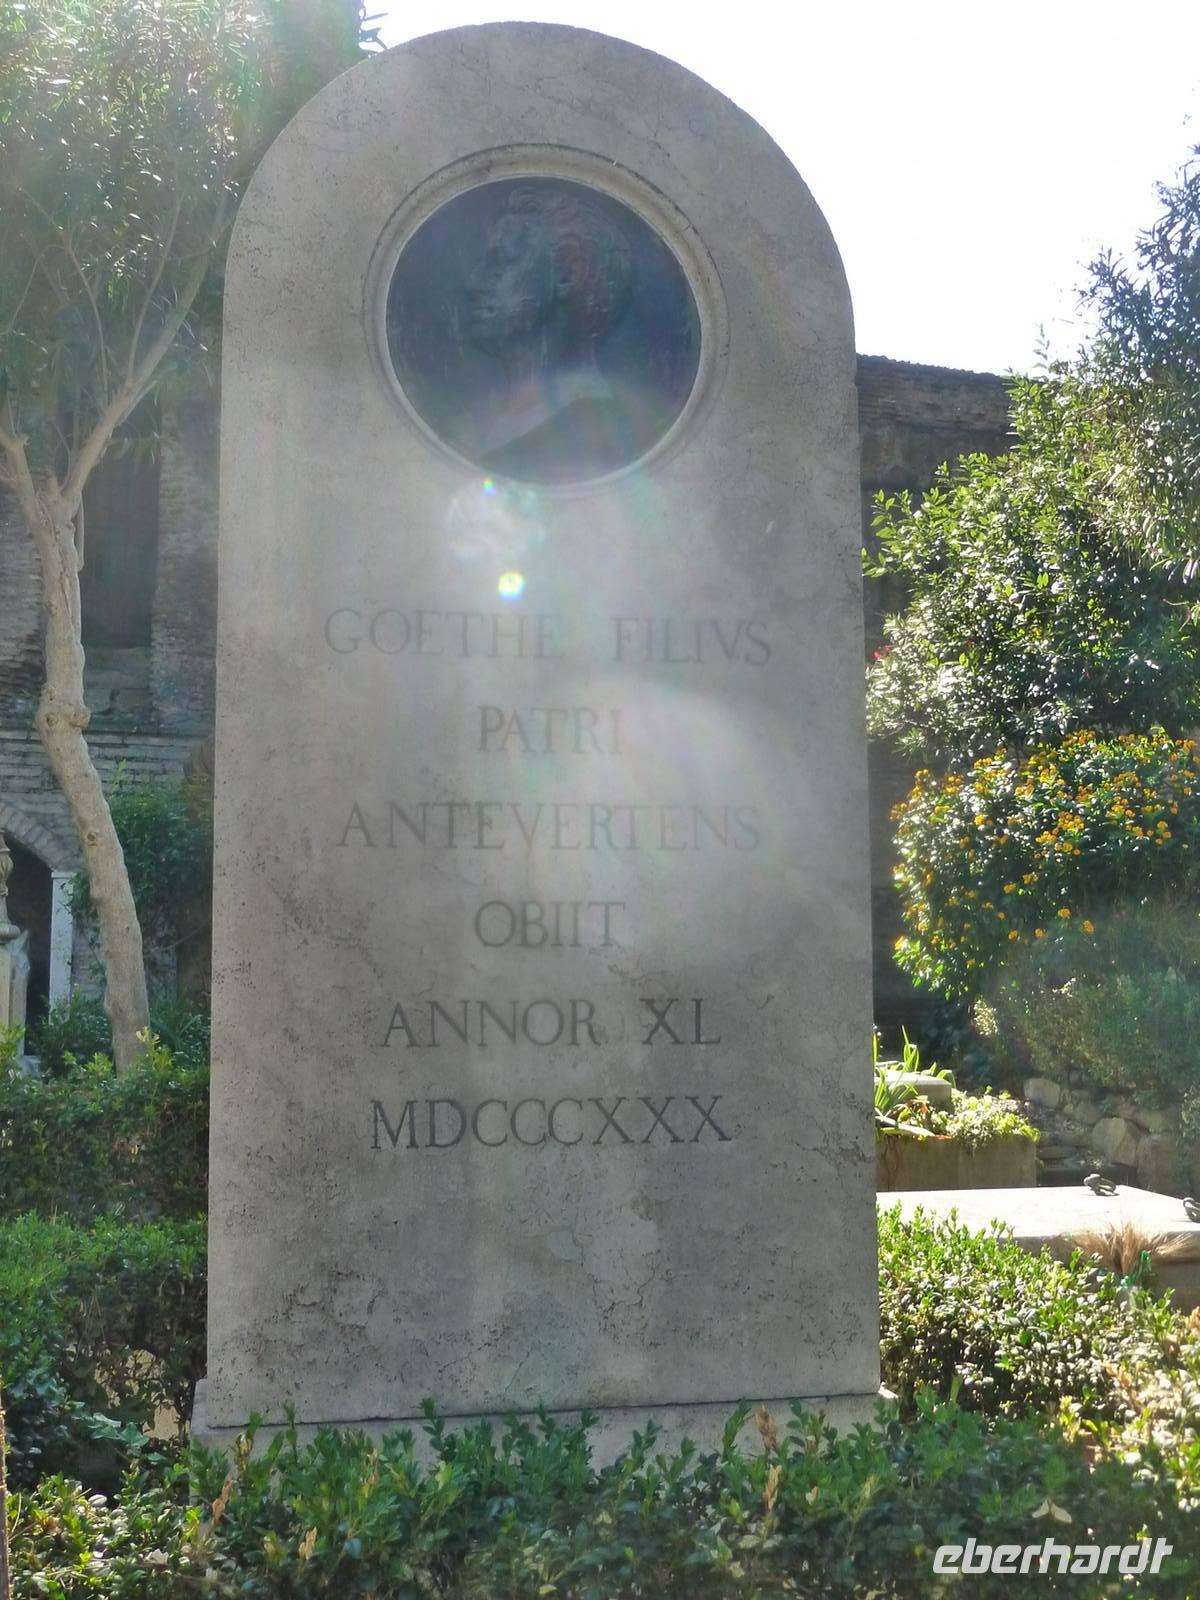 GOETHE FILIVS
PATRI
ANTEVERTENS
OBIIT
ANNOR XL
MDCCCXXX
eberhardt